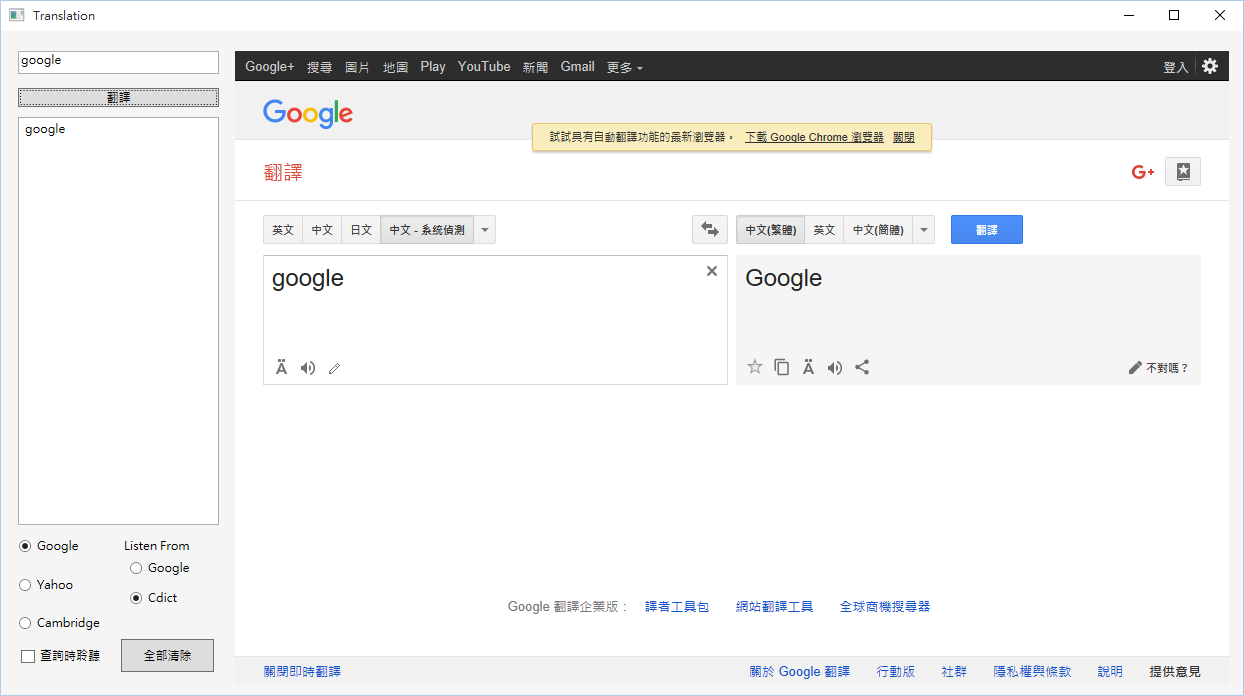 Translation
google
翻譯
google
Google
Listen From
Google
Yahoo
Cdict
Cambridge
查詢時聆聽
全部清除
Google+ 搜尋 圖片 地圖 Play YouTube 新聞 Gmail 更多 登入
Google
試試具有自動翻譯功能的最新瀏覽器。 下載 Google Chrome 瀏覽器 關閉
翻譯
G+
英文 中文 日文 中文 - 系統偵測 中文(繁體) 英文 中文(簡體) 翻譯
google
Google
Ä
Ä
不對嗎？
Google 翻譯企業版： 譯者工具包 網站翻譯工具 全球商機搜尋器
關閉即時翻譯 關於 Google 翻譯 行動版 社群 隱私權與條款 說明 提供意見